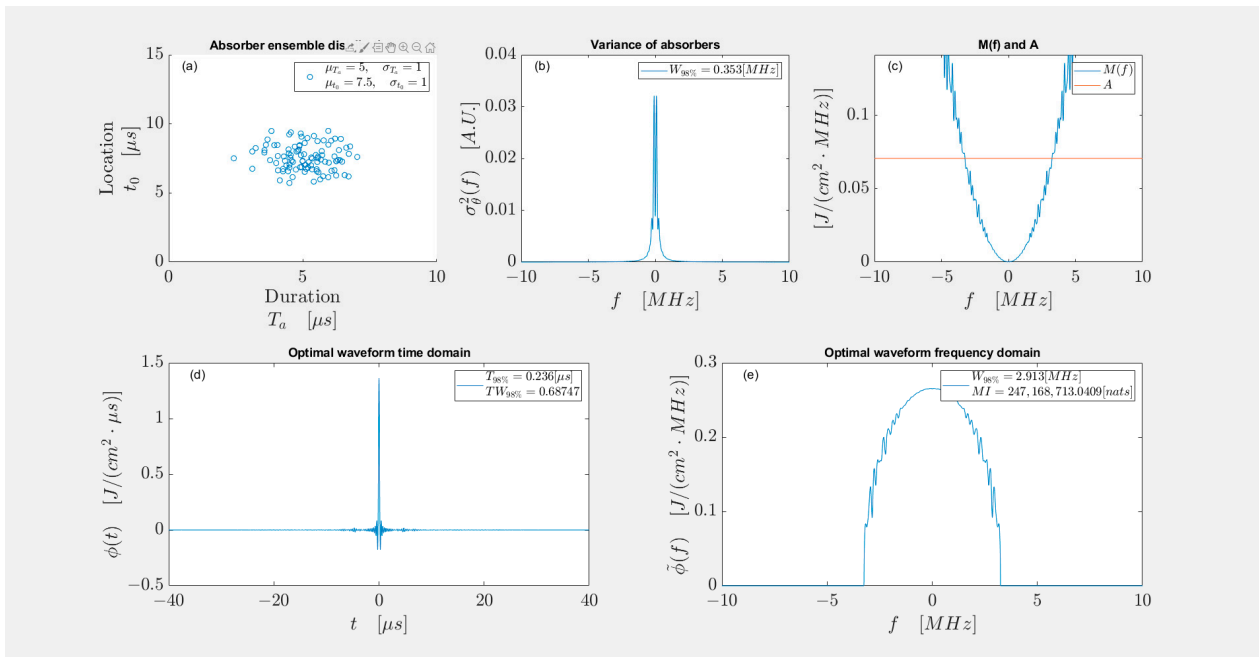 Absorber ensemble dis
(a)
μ_{T_a} = 5, σ_{T_a} = 1
μ_{t_0} = 7.5, σ_{t_0} = 1
15
10
5
0
Location
t_0 [μs]
0 5 10
Duration
T_a [μs]
Variance of absorbers
(b)
W_{98%} = 0.353[MHz]
0.04
0.03
0.02
0.01
0
σ²_{θ̃}(f) [A.U.]
−10 −5 0 5 10
f [MHz]
M(f) and A
(c)
M(f)
A
0.1
0.05
0
[J/(cm² · MHz)]
−10 −5 0 5 10
f [MHz]
Optimal waveform time domain
(d)
T_{98%} = 0.236[μs]
TW_{98%} = 0.68747
1.5
1
0.5
0
−0.5
ϕ(t) [J/(cm² · μs)]
−40 −20 0 20 40
t [μs]
Optimal waveform frequency domain
(e)
W_{98%} = 2.913[MHz]
MI = 247,168,713.0409[nats]
0.3
0.2
0.1
0
ϕ̃(f) [J/(cm² · MHz)]
−10 −5 0 5 10
f [MHz]